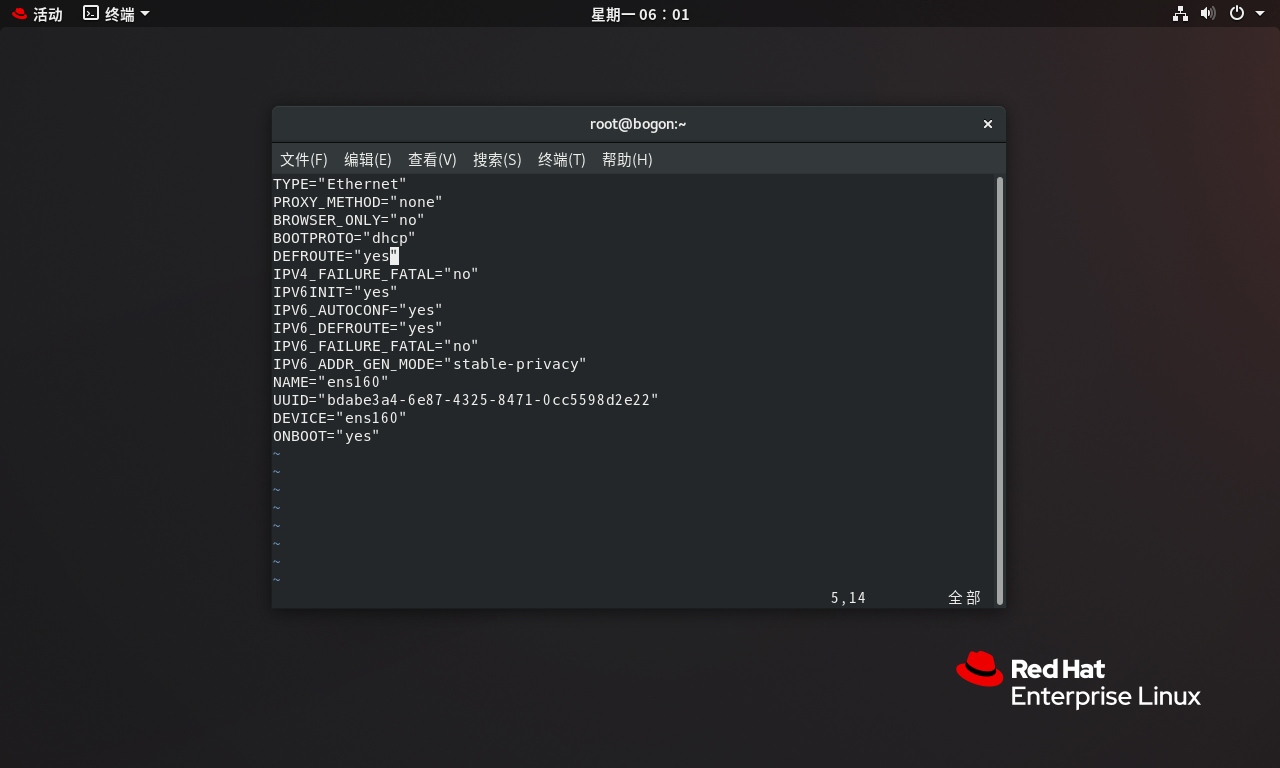 活动 终端 星期一 06：01
root@bogon:~ ×
文件(F) 编辑(E) 查看(V) 搜索(S) 终端(T) 帮助(H)
TYPE="Ethernet"
PROXY_METHOD="none"
BROWSER_ONLY="no"
BOOTPROTO="dhcp"
DEFROUTE="yes"
IPV4_FAILURE_FATAL="no"
IPV6INIT="yes"
IPV6_AUTOCONF="yes"
IPV6_DEFROUTE="yes"
IPV6_FAILURE_FATAL="no"
IPV6_ADDR_GEN_MODE="stable-privacy"
NAME="ens160"
UUID="bdabe3a4-6e87-4325-8471-0cc5598d2e22"
DEVICE="ens160"
ONBOOT="yes"
~
~
~
~
~
~
~
~
5,14 全部
Red Hat
Enterprise Linux